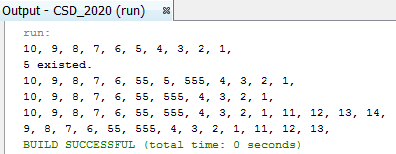 Output - CSD_2020 (run)
run:
10, 9, 8, 7, 6, 5, 4, 3, 2, 1,
5 existed.
10, 9, 8, 7, 6, 55, 5, 555, 4, 3, 2, 1,
10, 9, 8, 7, 6, 55, 555, 4, 3, 2, 1,
10, 9, 8, 7, 6, 55, 555, 4, 3, 2, 1, 11, 12, 13, 14,
9, 8, 7, 6, 55, 555, 4, 3, 2, 1, 11, 12, 13,
BUILD SUCCESSFUL (total time: 0 seconds)